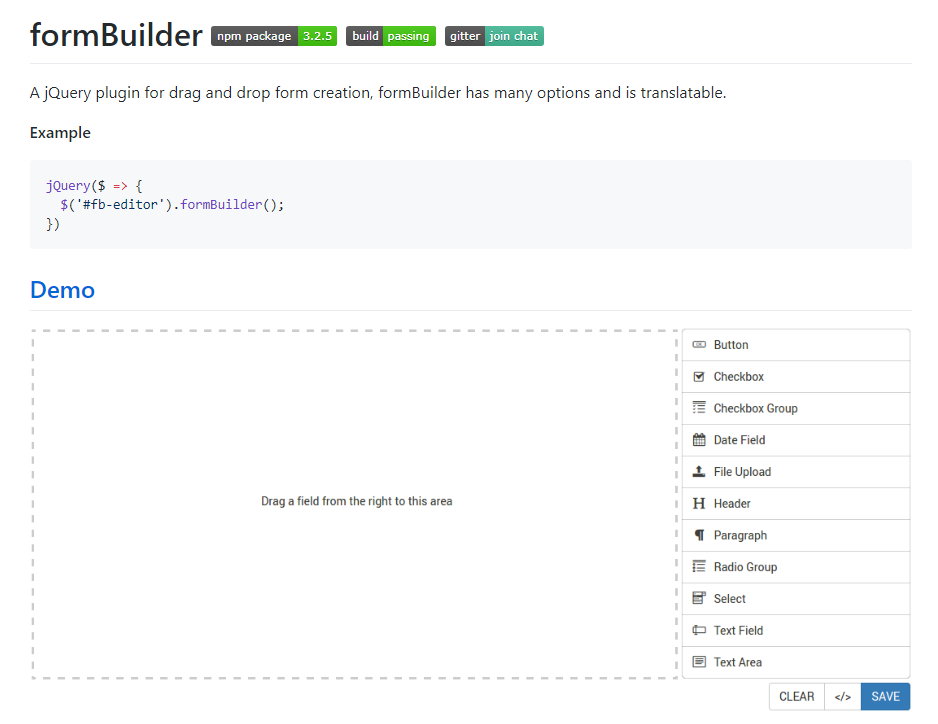 formBuilder npm package 3.2.5 build passing gitter join chat
A jQuery plugin for drag and drop form creation, formBuilder has many options and is translatable.
Example
jQuery($ => {
  $('#fb-editor').formBuilder();
})
Demo
Drag a field from the right to this area
Button
Checkbox
Checkbox Group
Date Field
File Upload
H Header
¶ Paragraph
Radio Group
Select
Text Field
Text Area
CLEAR </> SAVE